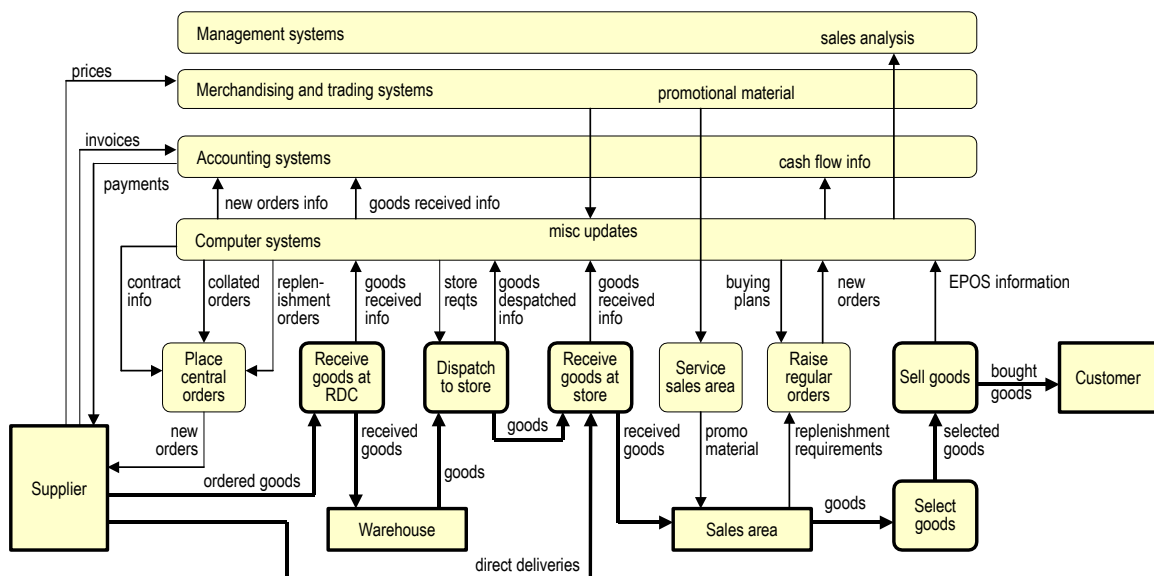 Management systems
sales analysis
prices
Merchandising and trading systems
promotional material
invoices
Accounting systems
cash flow info
payments
new orders info
goods received info
misc updates
Computer systems
contract
info
collated
orders
replen-
ishment
orders
goods
received
info
store
reqts
goods
despatched
info
goods
received
info
buying
plans
new
orders
EPOS information
Place
central
orders
Receive
goods at
RDC
Dispatch
to store
Receive
goods at
store
Service
sales area
Raise
regular
orders
Sell goods
bought
goods
Customer
new
orders
received
goods
goods
received
goods
promo
material
replenishment
requirements
selected
goods
ordered goods
goods
Supplier
Warehouse
Sales area
goods
Select
goods
direct deliveries